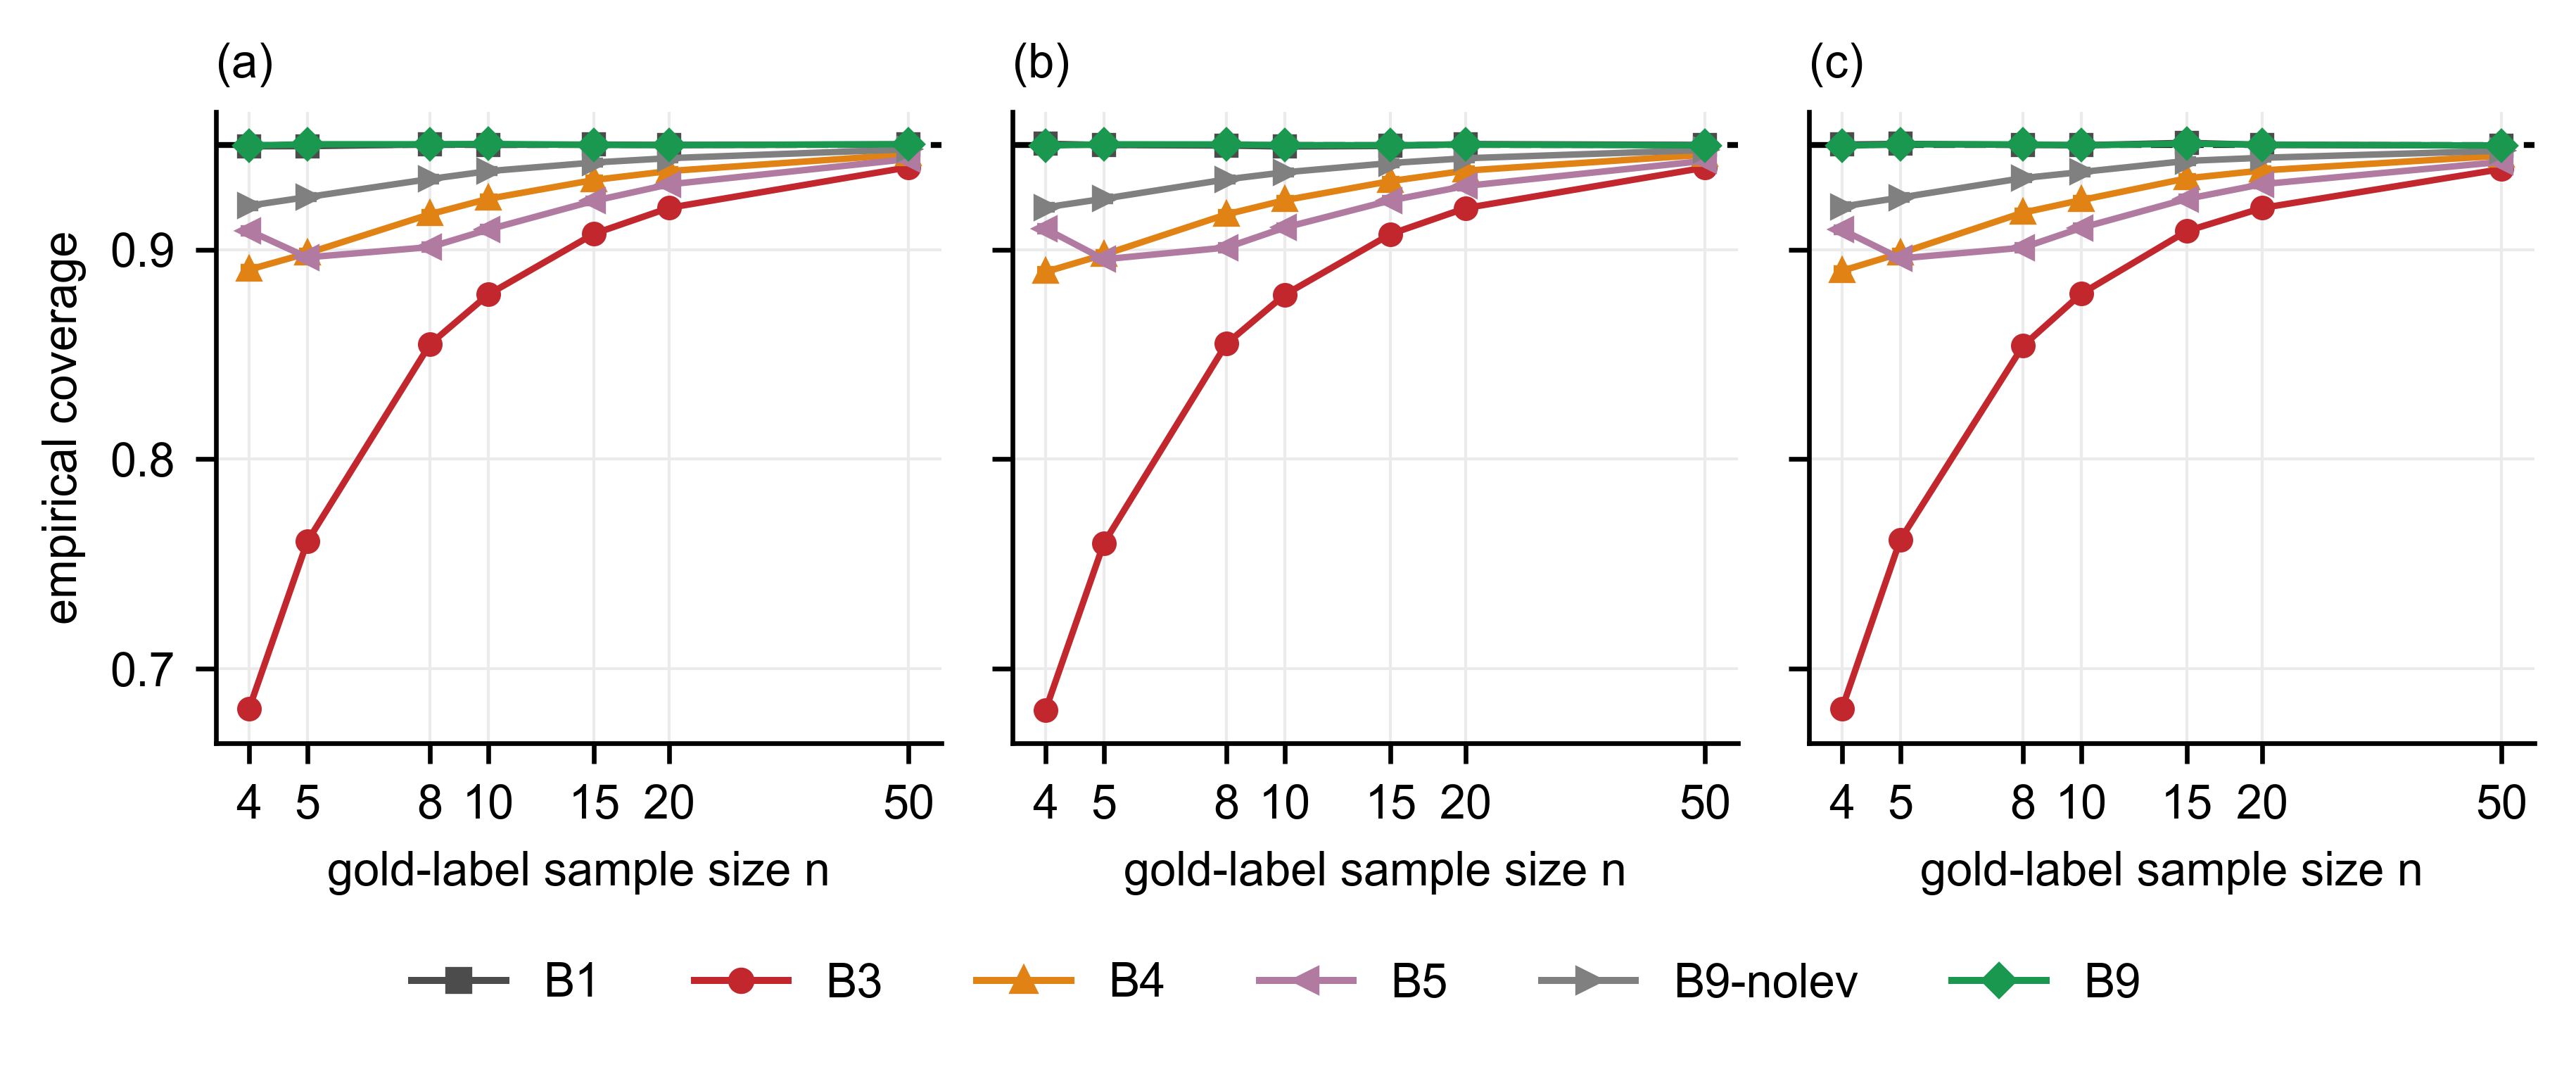 (a) (b) (c)
empirical coverage
0.9
0.8
0.7
4 5 8 10 15 20 50 4 5 8 10 15 20 50 4 5 8 10 15 20 50
gold-label sample size n gold-label sample size n gold-label sample size n
B1 B3 B4 B5 B9-nolev B9